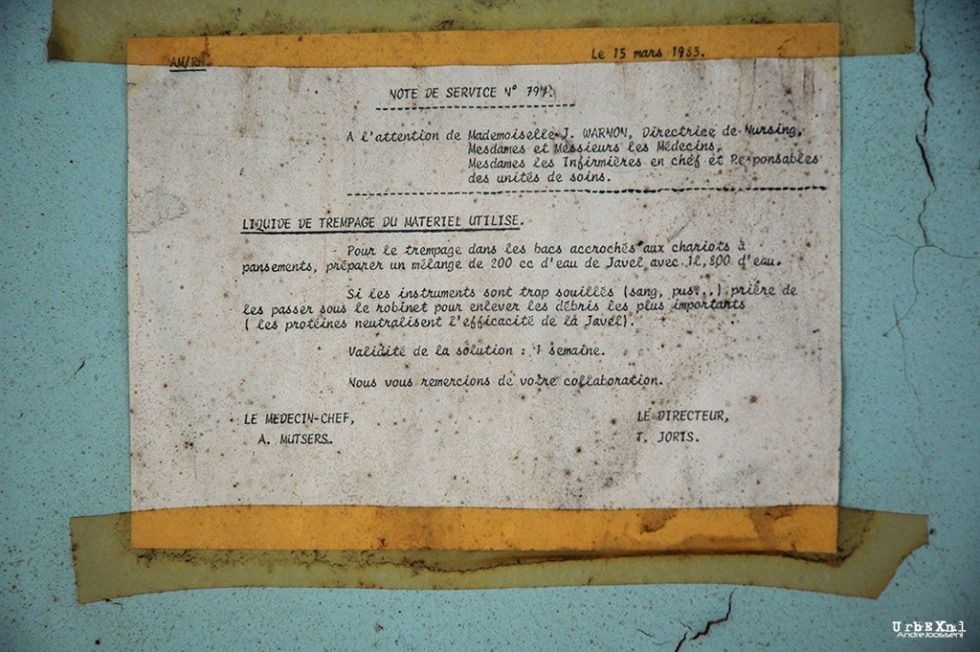 AM/RH
Le 15 mars 1983.
NOTE DE SERVICE N° 797.
A l'attention de Mademoiselle J. WARNON, Directrice de Nursing,
Mesdames et Messieurs les Médecins,
Mesdames les Infirmières en chef et Responsables
des unités de soins.
LIQUIDE DE TREMPAGE DU MATERIEL UTILISE.
Pour le trempage dans les bacs accrochés aux chariots à
pansements, préparer un mélange de 200 cc d'eau de Javel avec 1l,800 d'eau.
Si les instruments sont trop souillés (sang, pus...) prière de
les passer sous le robinet pour enlever les débris les plus importants
( les protéines neutralisent l'efficacité de la Javel).
Validité de la solution : 1 semaine.
Nous vous remercions de votre collaboration.
LE MEDECIN-CHEF,
LE DIRECTEUR,
A. MUTSERS.
T. JORIS.
UrbEXnl
AndreJoosseni